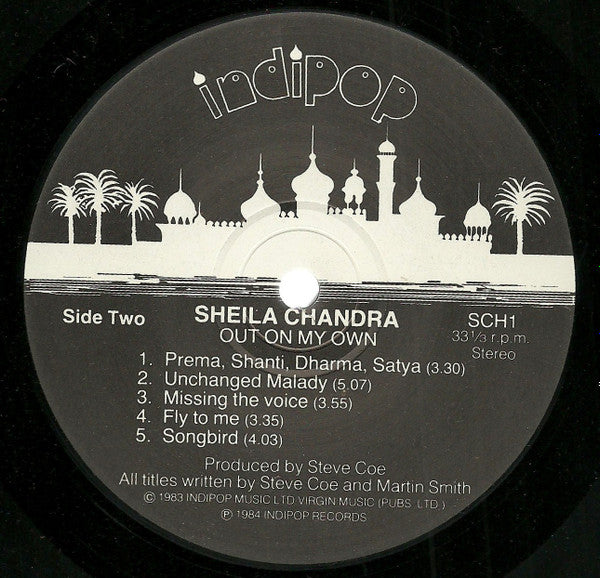 indipop
Side Two
SHEILA CHANDRA
OUT ON MY OWN
SCH1
33⅓ r.p.m.
Stereo
1. Prema, Shanti, Dharma, Satya (3.30)
2. Unchanged Malady (5.07)
3. Missing the voice (3.55)
4. Fly to me (3.35)
5. Songbird (4.03)
Produced by Steve Coe
All titles written by Steve Coe and Martin Smith
© 1983 INDIPOP MUSIC LTD VIRGIN MUSIC (PUBS. LTD.)
℗ 1984 INDIPOP RECORDS